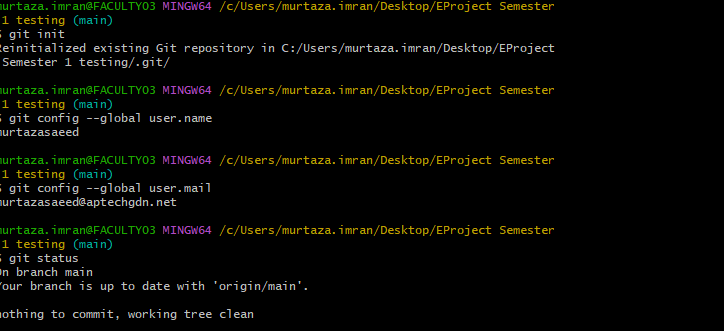 murtaza.imran@FACULTYO3 MINGW64 /c/Users/murtaza.imran/Desktop/EProject Semester
1 testing (main)
$ git init
Reinitialized existing Git repository in C:/Users/murtaza.imran/Desktop/EProject
Semester 1 testing/.git/
murtaza.imran@FACULTYO3 MINGW64 /c/Users/murtaza.imran/Desktop/EProject Semester
1 testing (main)
$ git config --global user.name
murtazasaeed
murtaza.imran@FACULTYO3 MINGW64 /c/Users/murtaza.imran/Desktop/EProject Semester
1 testing (main)
$ git config --global user.mail
murtazasaeed@aptechgdn.net
murtaza.imran@FACULTYO3 MINGW64 /c/Users/murtaza.imran/Desktop/EProject Semester
1 testing (main)
$ git status
On branch main
Your branch is up to date with 'origin/main'.
nothing to commit, working tree clean